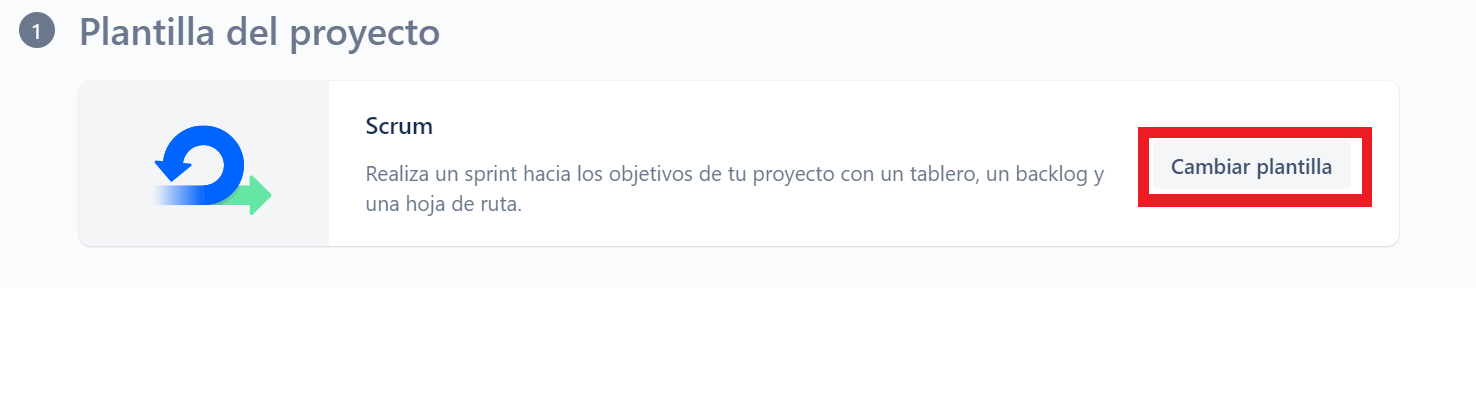 1 Plantilla del proyecto
Scrum
Realiza un sprint hacia los objetivos de tu proyecto con un tablero, un backlog y
una hoja de ruta.
Cambiar plantilla